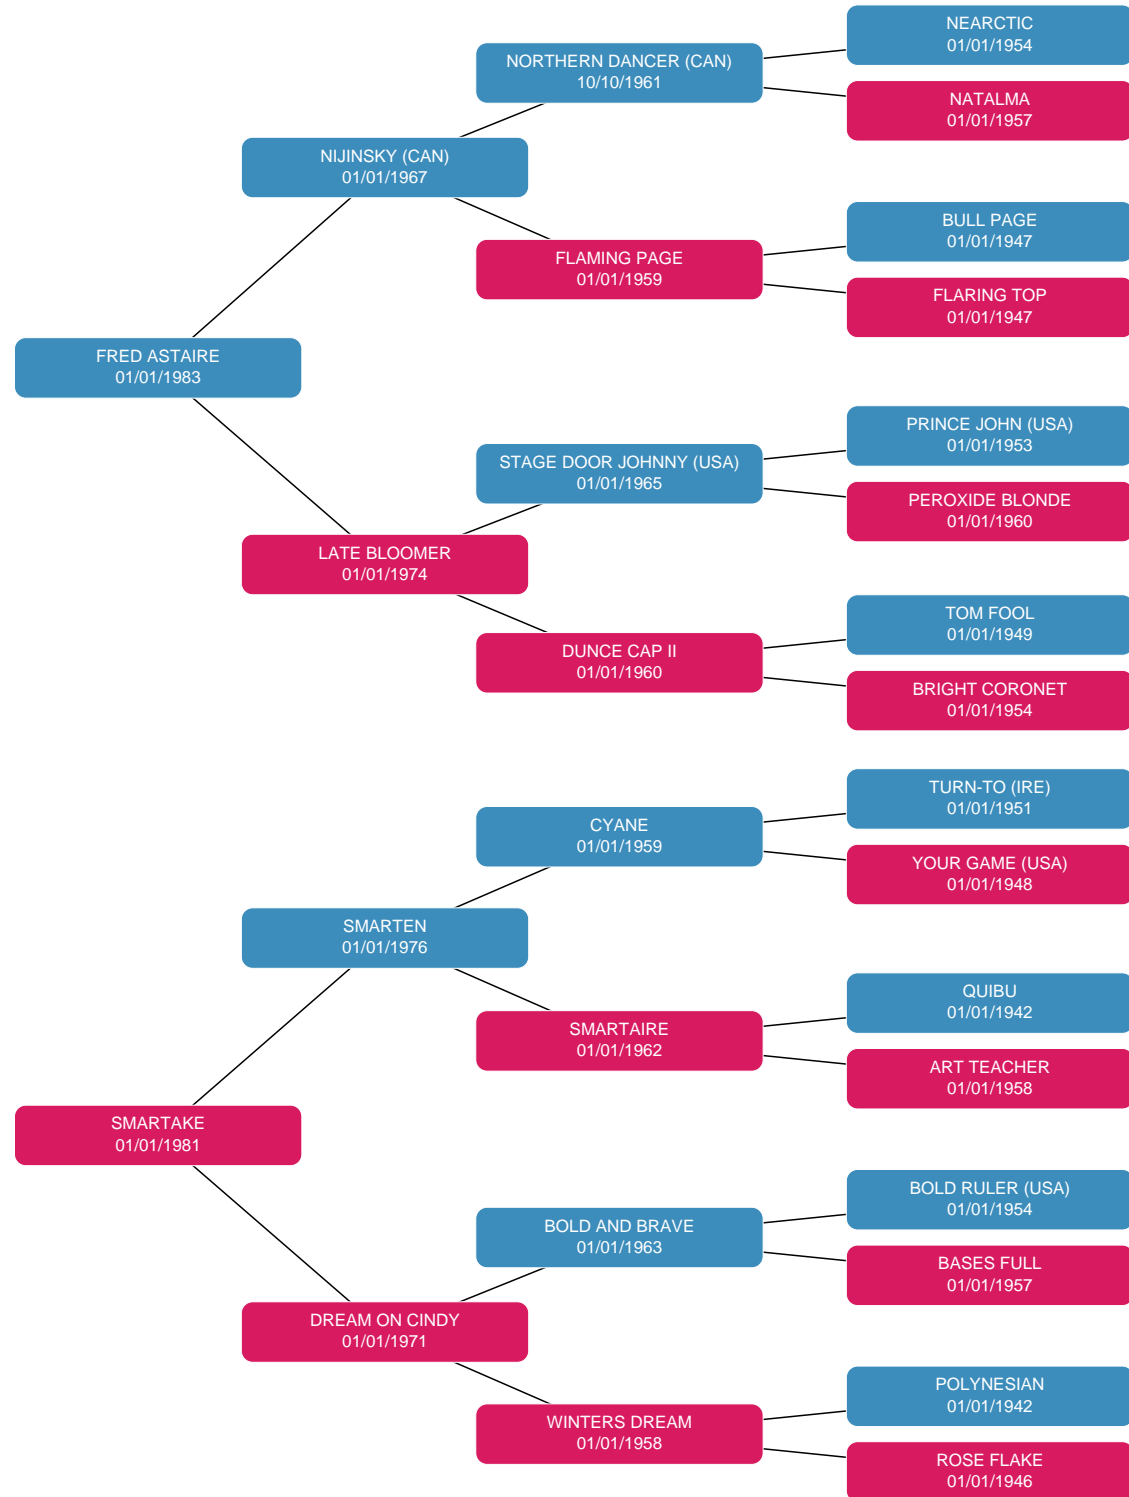 NEARCTIC
01/01/1954
NORTHERN DANCER (CAN)
10/10/1961
NATALMA
01/01/1957
NIJINSKY (CAN)
01/01/1967
BULL PAGE
01/01/1947
FLAMING PAGE
01/01/1959
FLARING TOP
01/01/1947
FRED ASTAIRE
01/01/1983
PRINCE JOHN (USA)
01/01/1953
STAGE DOOR JOHNNY (USA)
01/01/1965
PEROXIDE BLONDE
01/01/1960
LATE BLOOMER
01/01/1974
TOM FOOL
01/01/1949
DUNCE CAP II
01/01/1960
BRIGHT CORONET
01/01/1954
TURN-TO (IRE)
01/01/1951
CYANE
01/01/1959
YOUR GAME (USA)
01/01/1948
SMARTEN
01/01/1976
QUIBU
01/01/1942
SMARTAIRE
01/01/1962
ART TEACHER
01/01/1958
SMARTAKE
01/01/1981
BOLD RULER (USA)
01/01/1954
BOLD AND BRAVE
01/01/1963
BASES FULL
01/01/1957
DREAM ON CINDY
01/01/1971
POLYNESIAN
01/01/1942
WINTERS DREAM
01/01/1958
ROSE FLAKE
01/01/1946